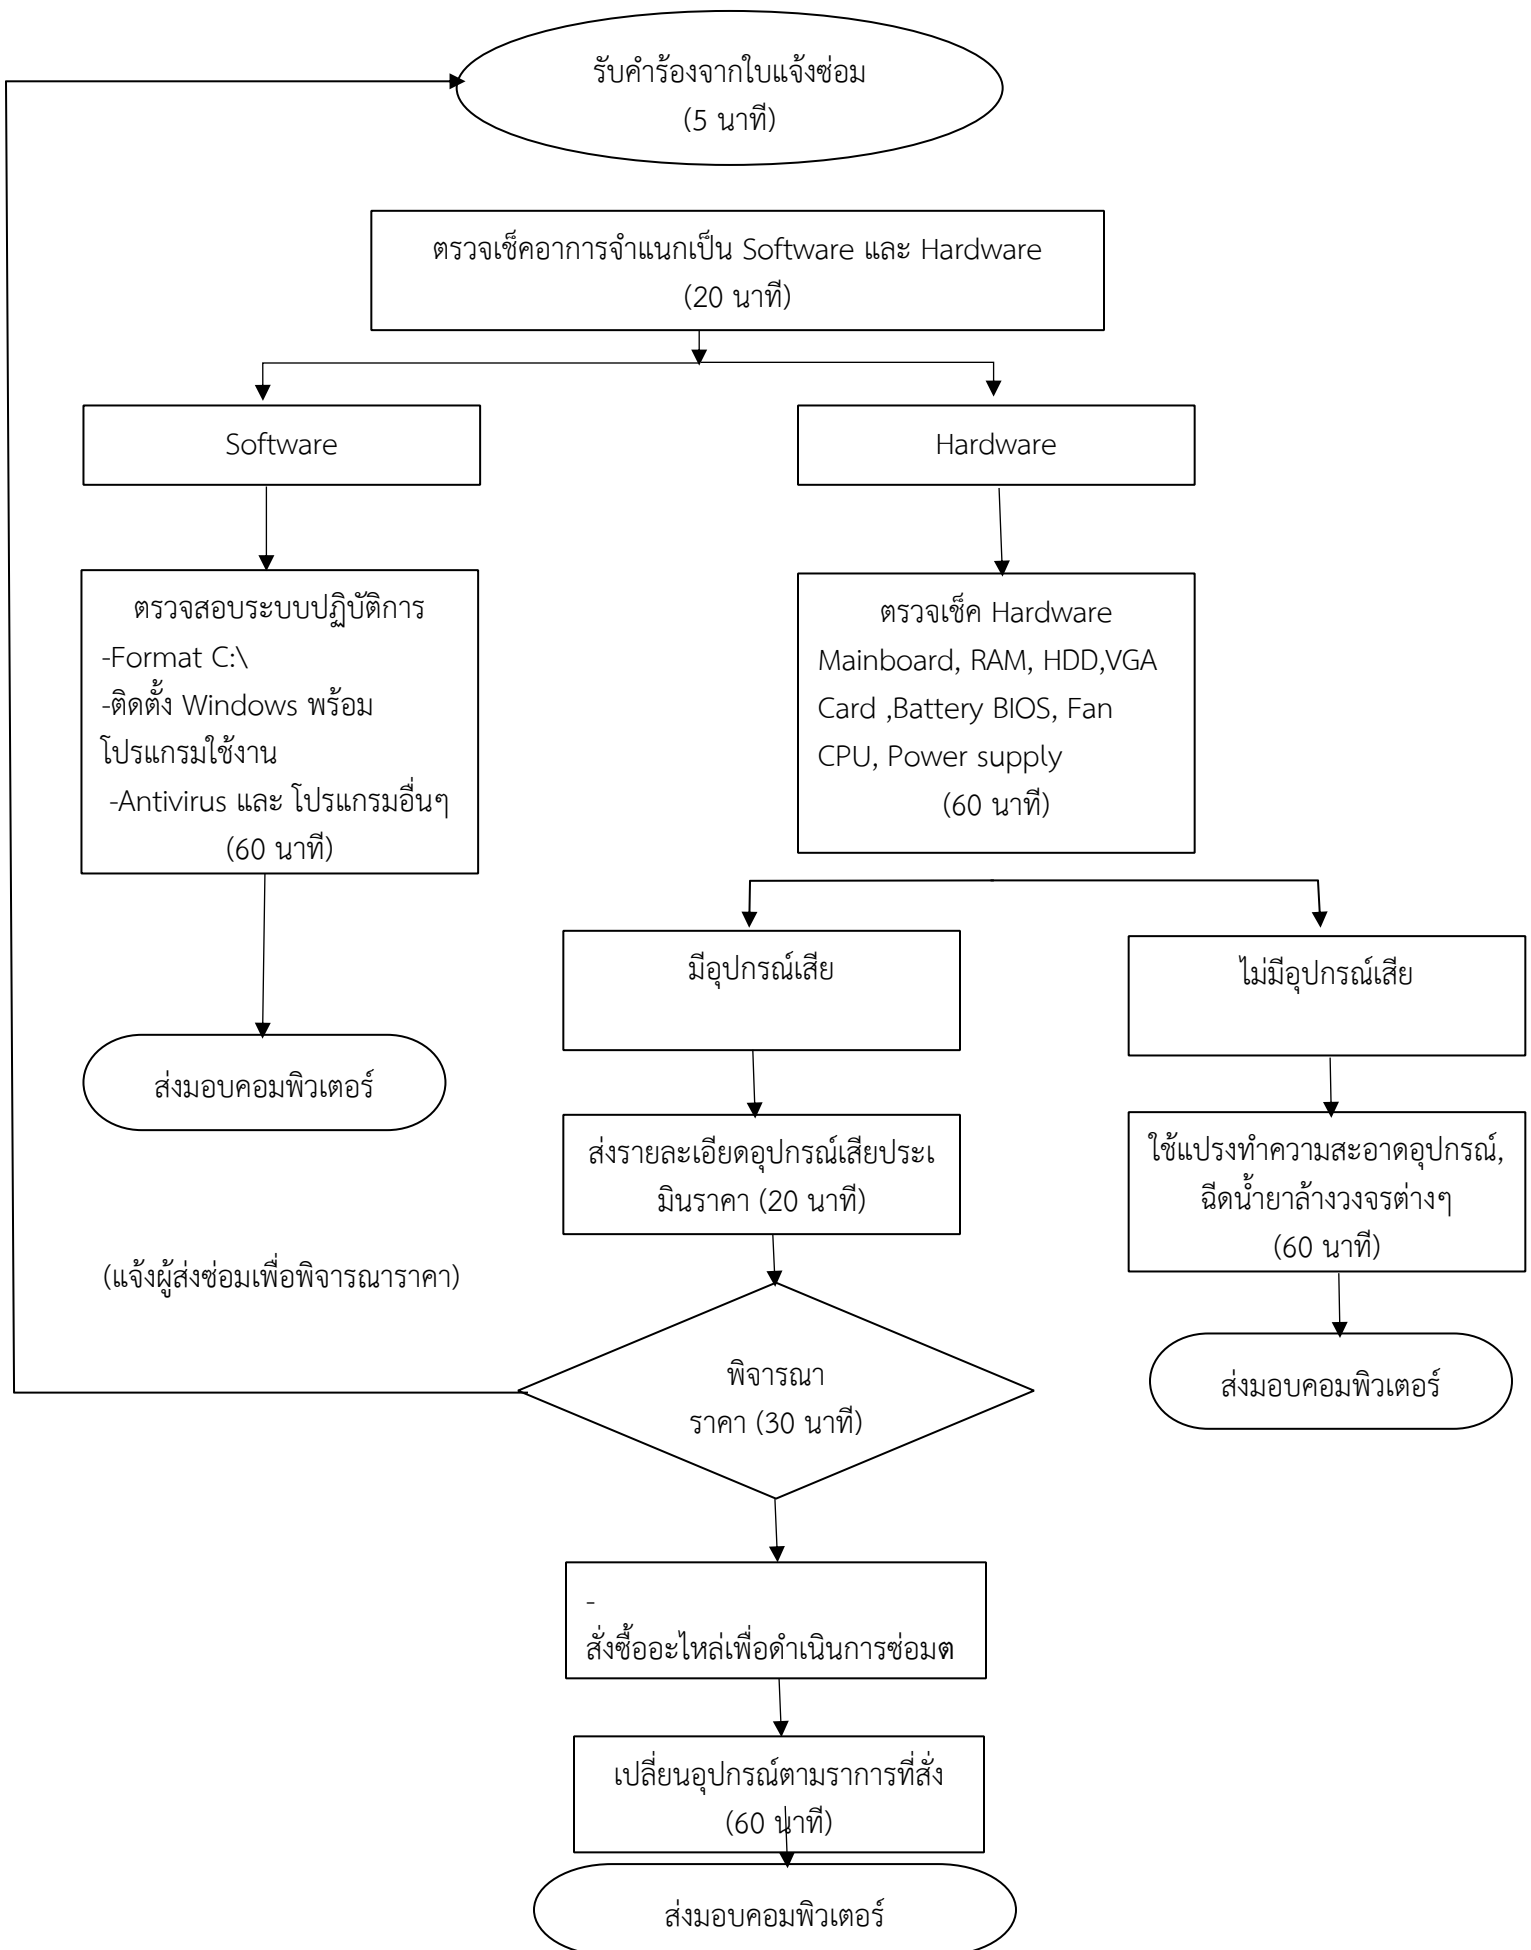 รับคำร้องจากใบแจ้งซ่อม
(5 นาที)
ตรวจเช็คอาการจำแนกเป็น Software และ Hardware
(20 นาที)
Software
Hardware
ตรวจสอบระบบปฏิบัติการ
-Format C:\
-ติดตั้ง Windows พร้อม
โปรแกรมใช้งาน
-Antivirus และ โปรแกรมอื่นๆ
(60 นาที)
ตรวจเช็ค Hardware
Mainboard, RAM, HDD,VGA
Card ,Battery BIOS, Fan
CPU, Power supply
(60 นาที)
มีอุปกรณ์เสีย
ไม่มีอุปกรณ์เสีย
ส่งมอบคอมพิวเตอร์
ส่งรายละเอียดอุปกรณ์เสียประเ
มินราคา (20 นาที)
ใช้แปรงทำความสะอาดอุปกรณ์,
ฉีดน้ำยาล้างวงจรต่างๆ
(60 นาที)
(แจ้งผู้ส่งซ่อมเพื่อพิจารณาราคา)
พิจารณา
ราคา (30 นาที)
ส่งมอบคอมพิวเตอร์
-
สั่งซื้ออะไหล่เพื่อดำเนินการซ่อมต
เปลี่ยนอุปกรณ์ตามราการที่สั่ง
(60 นาที)
ส่งมอบคอมพิวเตอร์